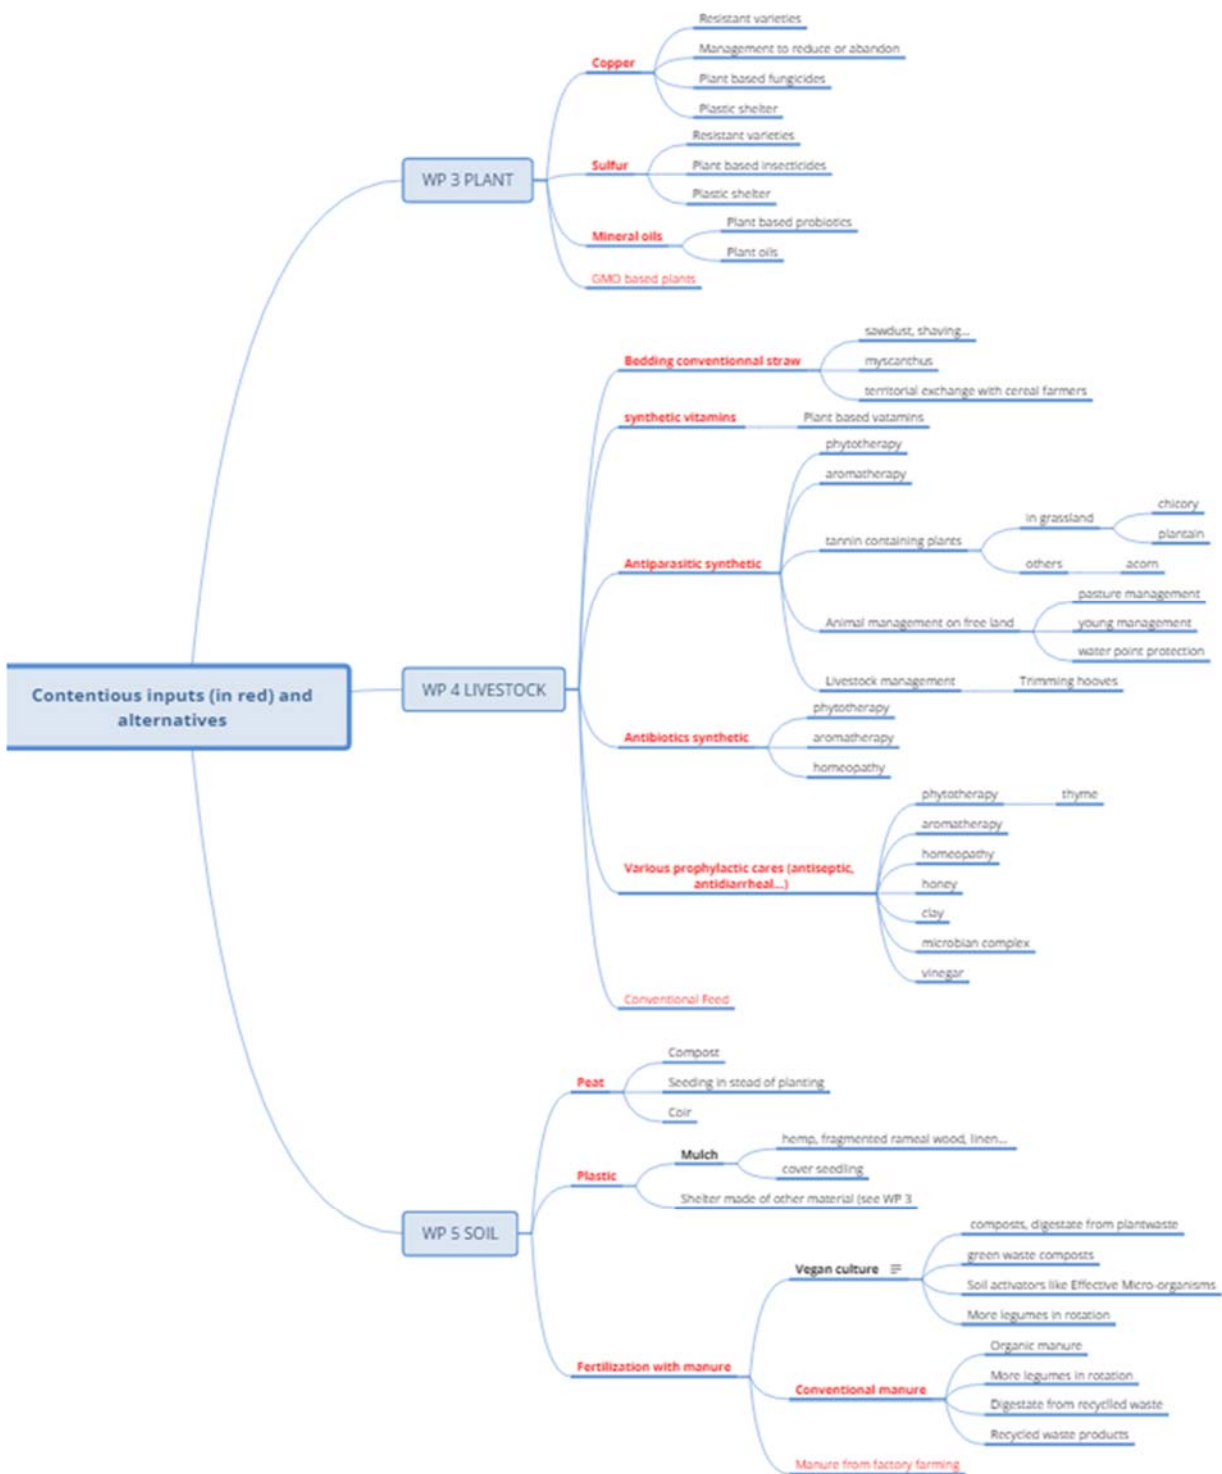 Contentious inputs (in red) and
alternatives
WP 3 PLANT
Copper
Resistant varieties
Management to reduce or abandon
Plant based fungicides
Plastic shelter
Sulfur
Resistant varieties
Plant based insecticides
Plastic shelter
Mineral oils
Plant based probiotics
Plant oils
GMO based plants
WP 4 LIVESTOCK
Bedding conventionnal straw
sawdust, shaving...
myscanthus
territorial exchange with cereal farmers
synthetic vitamins
Plant based vatamins
Antiparasitic synthetic
phytotherapy
aromatherapy
tannin containing plants
in grassland
chicory
plantain
others
acorn
Animal management on free land
pasture management
young management
water point protection
Livestock management
Trimming hooves
Antibiotics synthetic
phytotherapy
aromatherapy
homeopathy
Various prophylactic cares (antiseptic,
antidiarrheal...)
phytotherapy
thyme
aromatherapy
homeopathy
honey
clay
microbian complex
vinegar
Conventional Feed
WP 5 SOIL
Peat
Compost
Seeding in stead of planting
Coir
Plastic
Mulch
hemp, fragmented rameal wood, linen...
cover seedling
Shelter made of other material (see WP 3
Fertilization with manure
Vegan culture
composts, digestate from plantwaste
green waste composts
Soil activators like Effective Micro-organisms
More legumes in rotation
Conventional manure
Organic manure
More legumes in rotation
Digestate from recyclled waste
Recycled waste products
Manure from factory farming